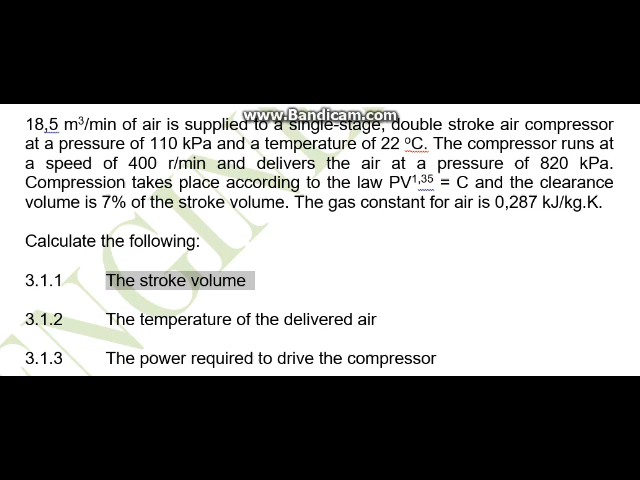 www.Bandicam.com
18,5 m³/min of air is supplied to a single-stage, double stroke air compressor
at a pressure of 110 kPa and a temperature of 22 ºC. The compressor runs at
a speed of 400 r/min and delivers the air at a pressure of 820 kPa.
Compression takes place according to the law PV¹,³⁵ = C and the clearance
volume is 7% of the stroke volume. The gas constant for air is 0,287 kJ/kg.K.
Calculate the following:
3.1.1 The stroke volume
3.1.2 The temperature of the delivered air
3.1.3 The power required to drive the compressor